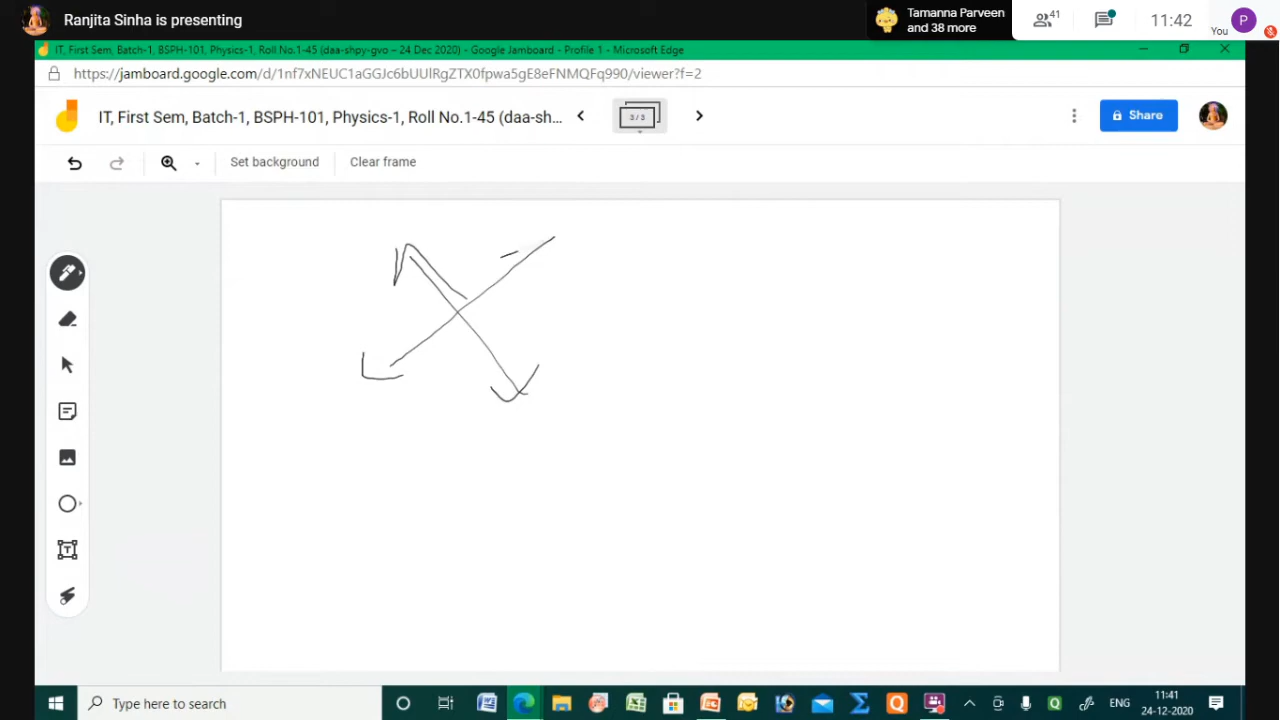 Ranjita Sinha is presenting
Tamanna Parveen
and 38 more
41
11:42
P
You
IT, First Sem, Batch-1, BSPH-101, Physics-1, Roll No.1-45 (daa-shpy-gvo – 24 Dec 2020) - Google Jamboard - Profile 1 - Microsoft Edge
https://jamboard.google.com/d/1nf7xNEUC1aGGJc6bUUlRgZTX0fpwa5gE8eFNMQFq990/viewer?f=2
IT, First Sem, Batch-1, BSPH-101, Physics-1, Roll No.1-45 (daa-sh...
3 / 3
Share
Set background
Clear frame
Type here to search
ENG
11:41
24-12-2020